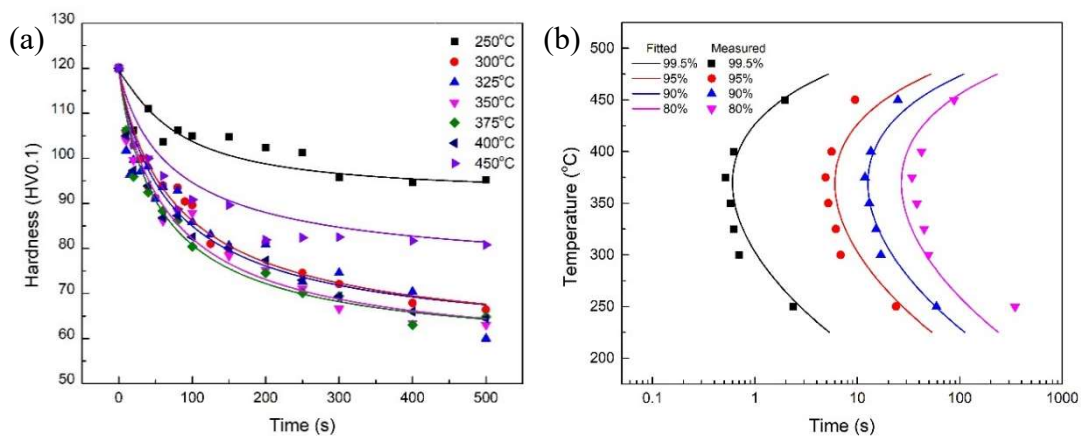 (a)
130
120
110
100
90
80
70
60
50
Hardness (HV0.1)
0 100 200 300 400 500
Time (s)
250°C
300°C
325°C
350°C
375°C
400°C
450°C
(b)
500
450
400
350
300
250
200
Temperature (°C)
0.1 1 10 100 1000
Time (s)
Fitted Measured
99.5% 99.5%
95% 95%
90% 90%
80% 80%